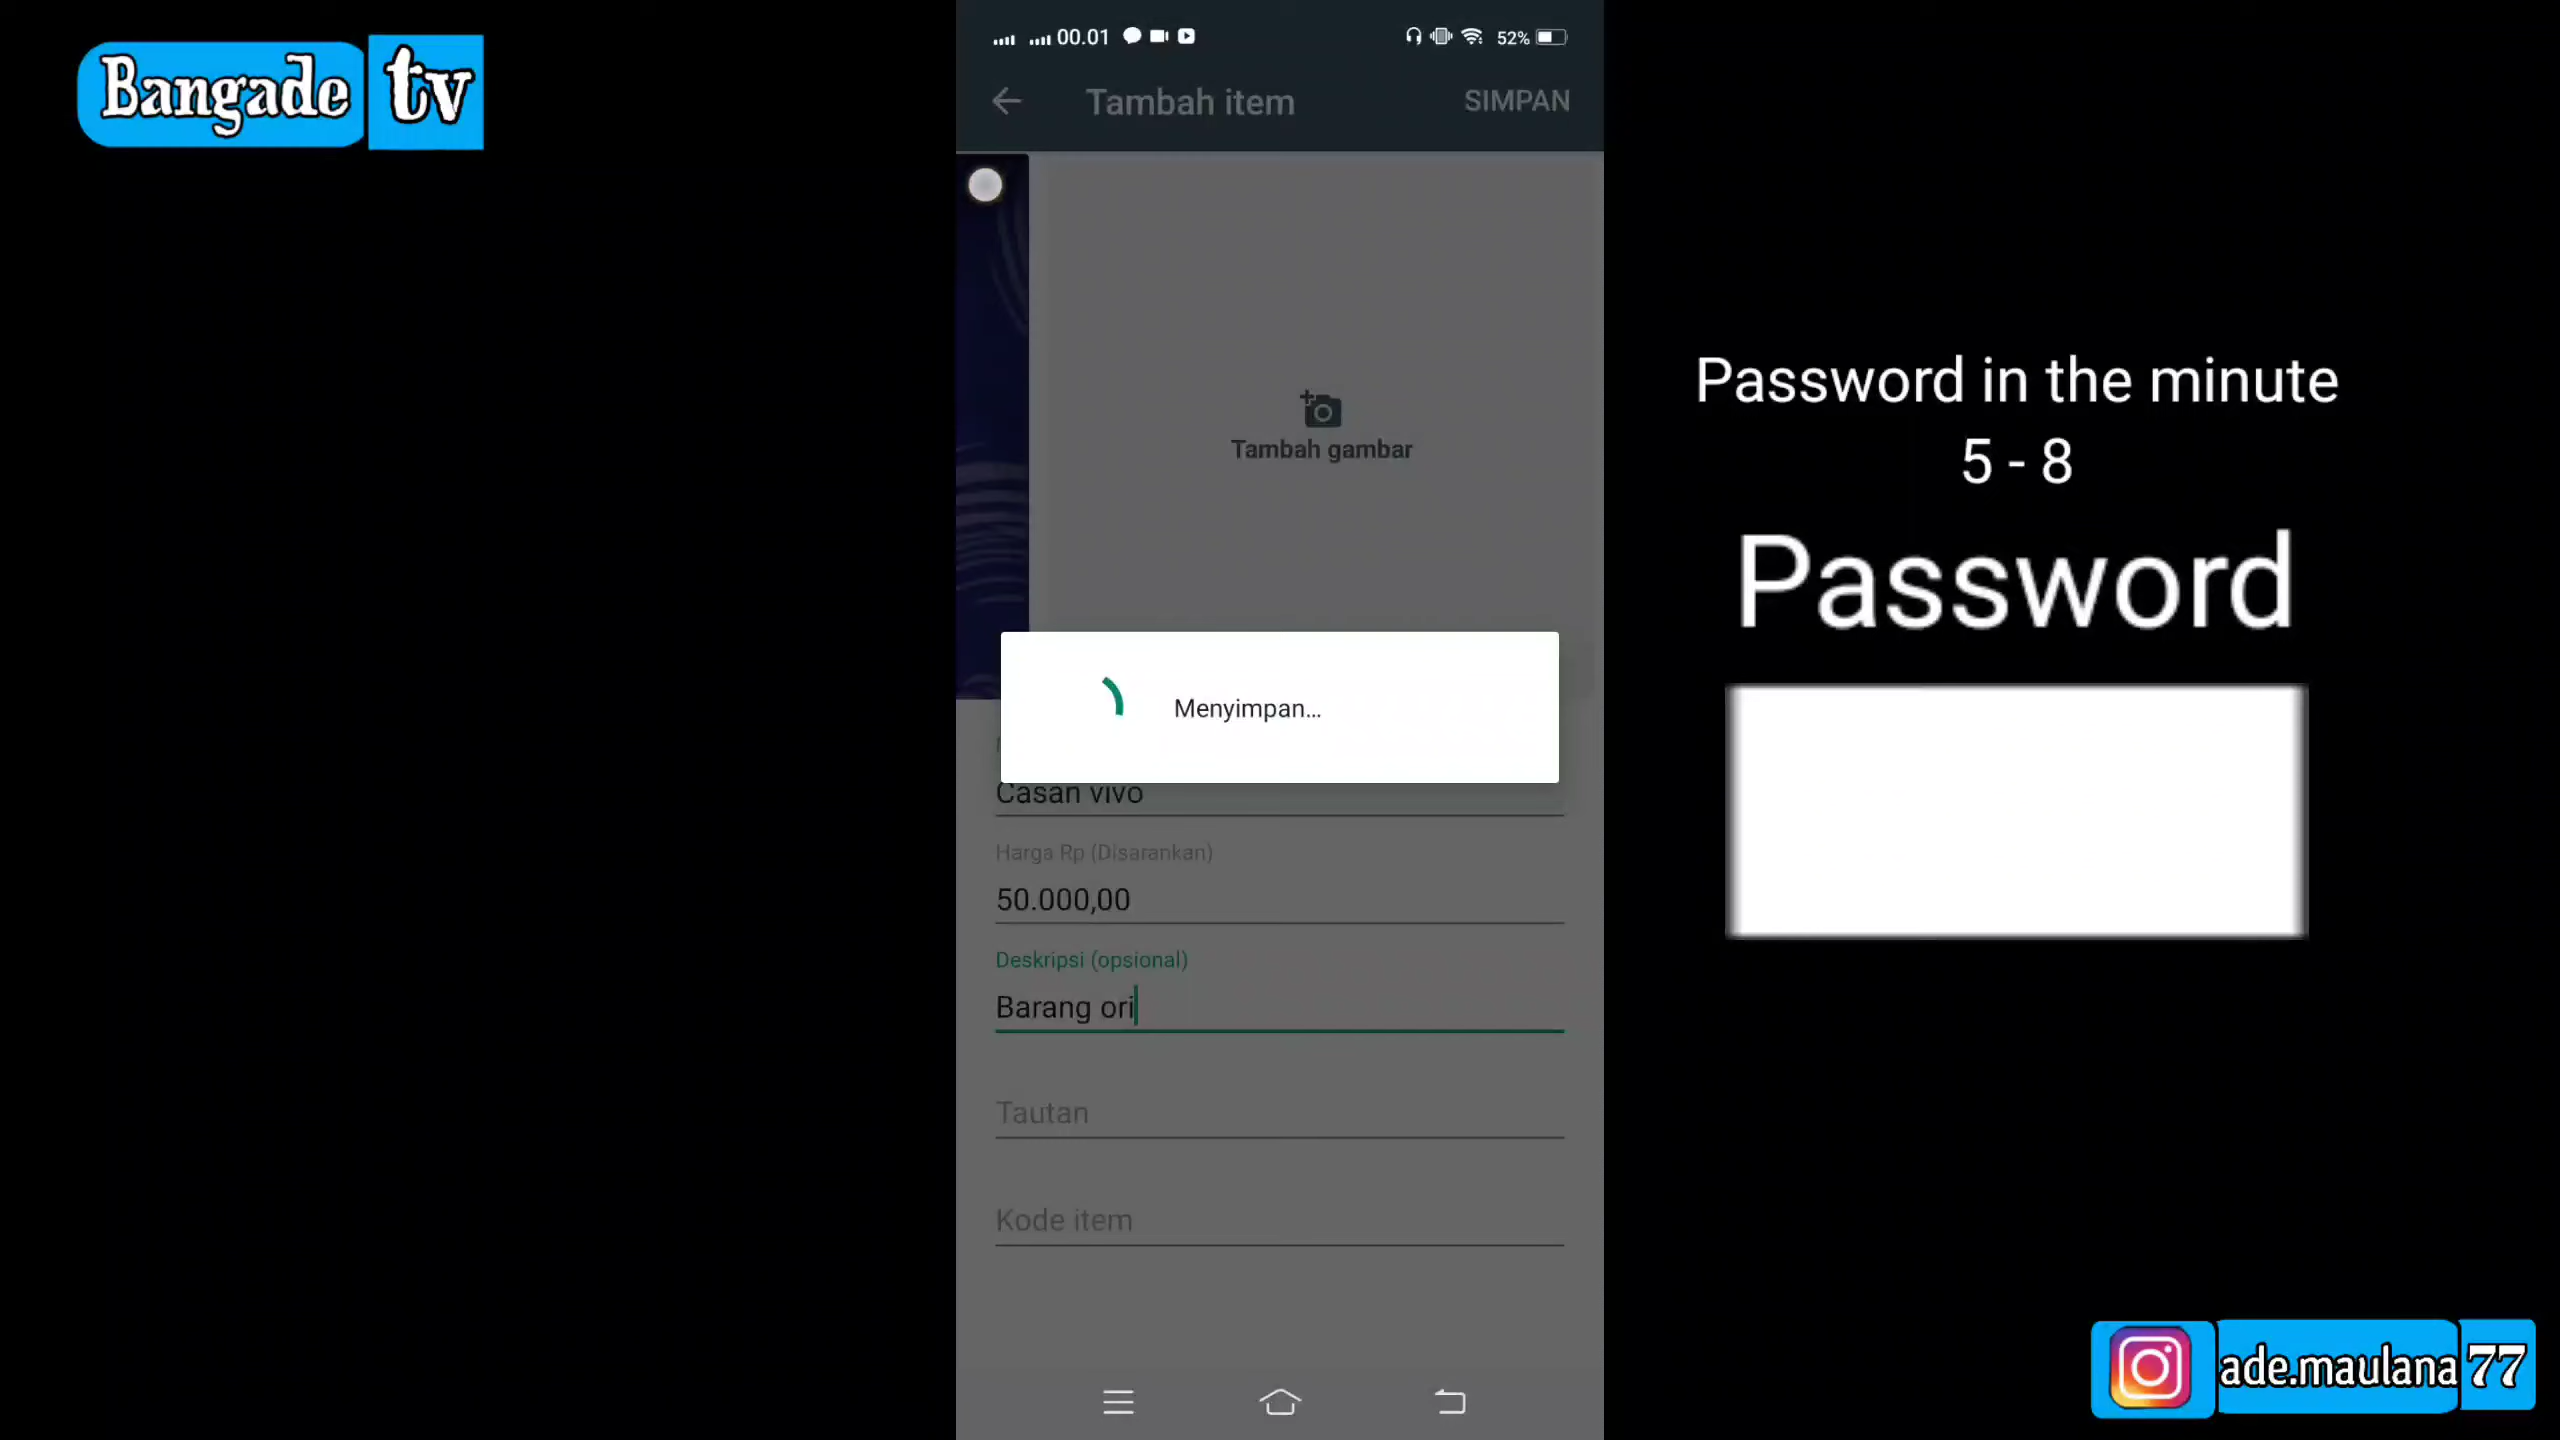 Bangade tv
00.01
52%
Tambah item
SIMPAN
Tambah gambar
Menyimpan...
Casan vivo
Harga Rp (Disarankan)
50.000,00
Deskripsi (opsional)
Barang ori
Tautan
Kode item
Password in the minute
5 - 8
Password
ade.maulana 77